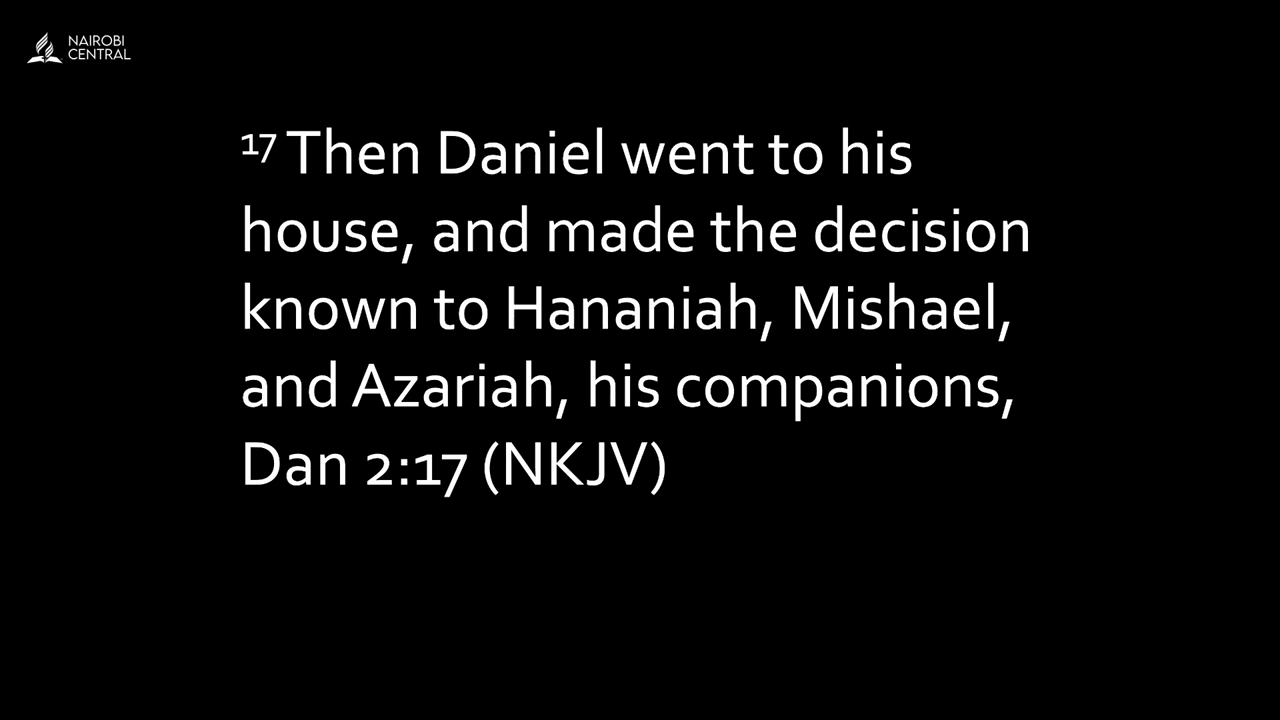 NAIROBI
CENTRAL
17 Then Daniel went to his
house, and made the decision
known to Hananiah, Mishael,
and Azariah, his companions,
Dan 2:17 (NKJV)